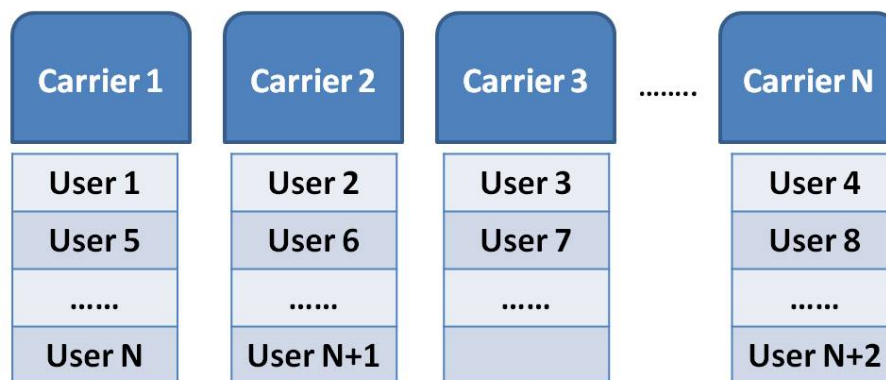 Carrier 1 Carrier 2 Carrier 3 ........ Carrier N
User 1 User 2 User 3 User 4
User 5 User 6 User 7 User 8
...... ...... ...... ......
User N User N+1 User N+2